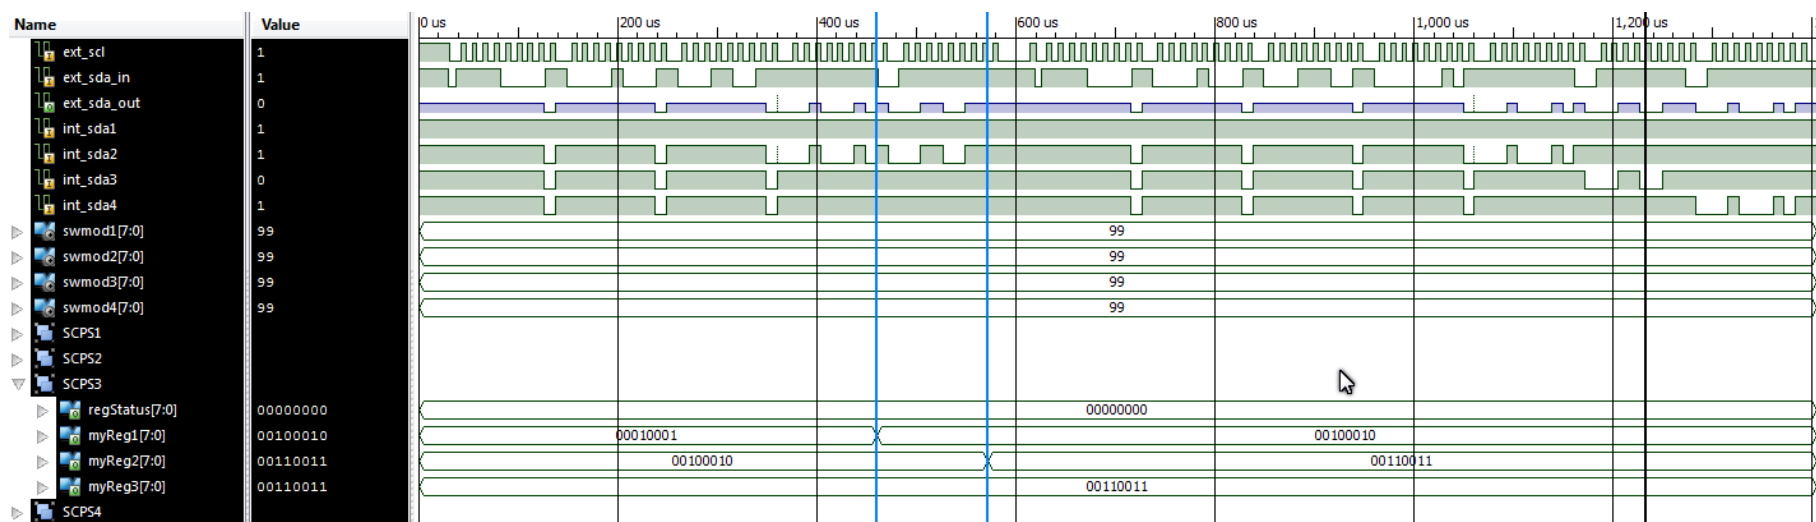 Name Value 0 us 200 us 400 us 600 us 800 us 1,000 us 1,200 us
ext_scl 1
ext_sda_in 1
ext_sda_out 0
int_sda1 1
int_sda2 1
int_sda3 0
int_sda4 1
swmod1[7:0] 99 99
swmod2[7:0] 99 99
swmod3[7:0] 99 99
swmod4[7:0] 99 99
SCPS1
SCPS2
SCPS3
regStatus[7:0] 00000000 00000000
myReg1[7:0] 00100010 00010001 00100010
myReg2[7:0] 00110011 00100010 00110011
myReg3[7:0] 00110011 00110011
SCPS4